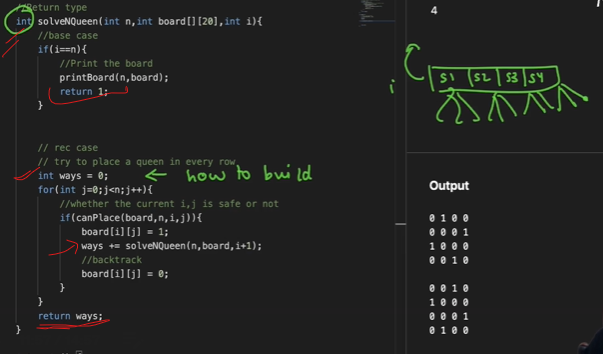 //Return type
int solveNQueen(int n,int board[][20],int i){
//base case
if(i==n){
//Print the board
printBoard(n,board);
return 1;
}
// rec case
// try to place a queen in every row
int ways = 0; ← how to build
for(int j=0;j<n;j++){
//whether the current i,j is safe or not
if(canPlace(board,n,i,j)){
board[i][j] = 1;
ways += solveNQueen(n,board,i+1);
//backtrack
board[i][j] = 0;
}
}
return ways;
}
4
i
S1 S2 S3 S4
Output
0 1 0 0
0 0 0 1
1 0 0 0
0 0 1 0
0 0 1 0
1 0 0 0
0 0 0 1
0 1 0 0